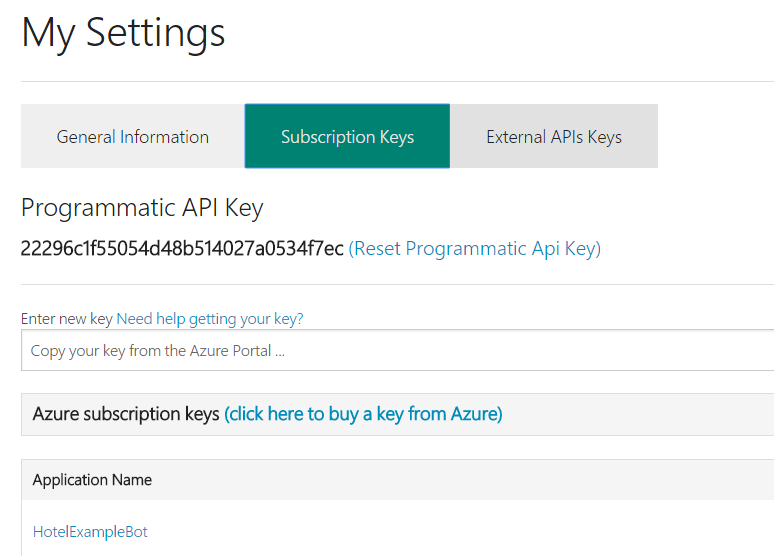 My Settings
General Information Subscription Keys External APIs Keys
Programmatic API Key
22296c1f55054d48b514027a0534f7ec (Reset Programmatic Api Key)
Enter new key Need help getting your key?
Copy your key from the Azure Portal ...
Azure subscription keys (click here to buy a key from Azure)
Application Name
HotelExampleBot